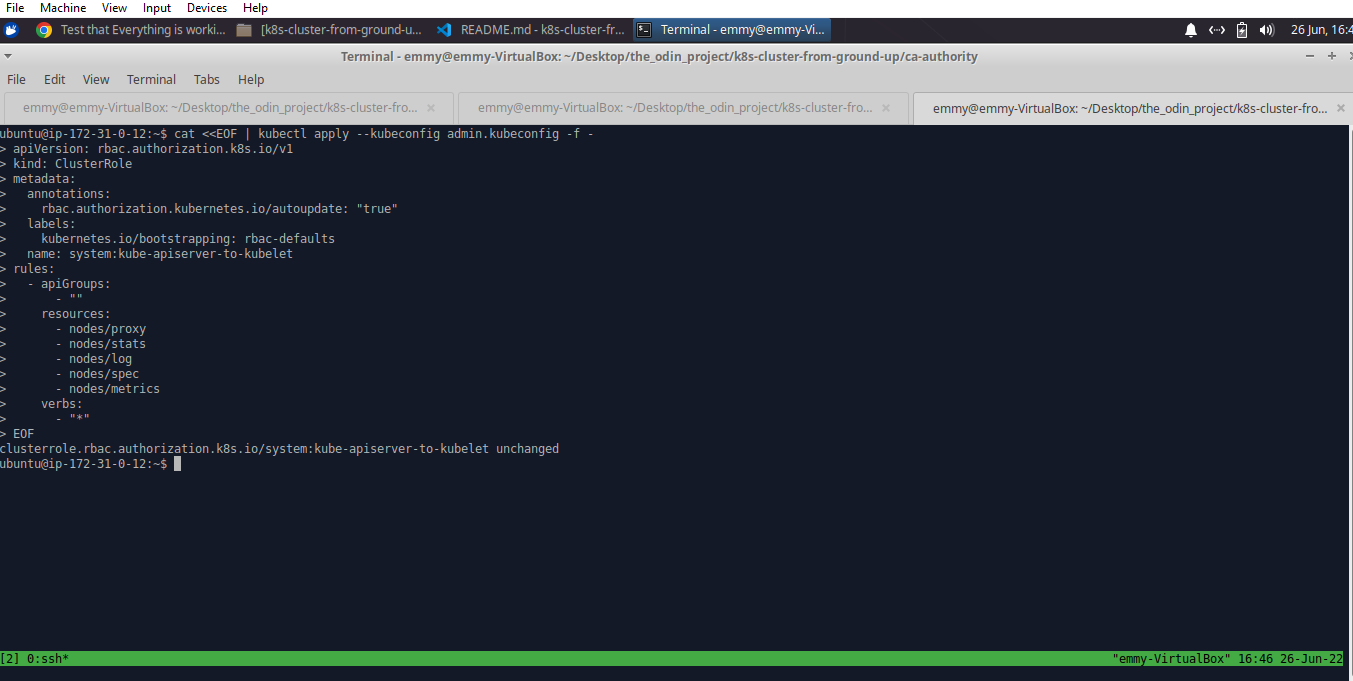 File Machine View Input Devices Help
Test that Everything is worki... [k8s-cluster-from-ground-u... README.md - k8s-cluster-fr... Terminal - emmy@emmy-Vi... 26 Jun, 16:4
Terminal - emmy@emmy-VirtualBox: ~/Desktop/the_odin_project/k8s-cluster-from-ground-up/ca-authority
File Edit View Terminal Tabs Help
emmy@emmy-VirtualBox: ~/Desktop/the_odin_project/k8s-cluster-fro... emmy@emmy-VirtualBox: ~/Desktop/the_odin_project/k8s-cluster-fro... emmy@emmy-VirtualBox: ~/Desktop/the_odin_project/k8s-cluster-fro...
ubuntu@ip-172-31-0-12:~$ cat <<EOF | kubectl apply --kubeconfig admin.kubeconfig -f -
> apiVersion: rbac.authorization.k8s.io/v1
> kind: ClusterRole
> metadata:
>   annotations:
>     rbac.authorization.kubernetes.io/autoupdate: "true"
>   labels:
>     kubernetes.io/bootstrapping: rbac-defaults
>   name: system:kube-apiserver-to-kubelet
> rules:
>   - apiGroups:
>       - ""
>     resources:
>       - nodes/proxy
>       - nodes/stats
>       - nodes/log
>       - nodes/spec
>       - nodes/metrics
>     verbs:
>       - "*"
> EOF
clusterrole.rbac.authorization.k8s.io/system:kube-apiserver-to-kubelet unchanged
ubuntu@ip-172-31-0-12:~$
[2] 0:ssh* "emmy-VirtualBox" 16:46 26-Jun-22